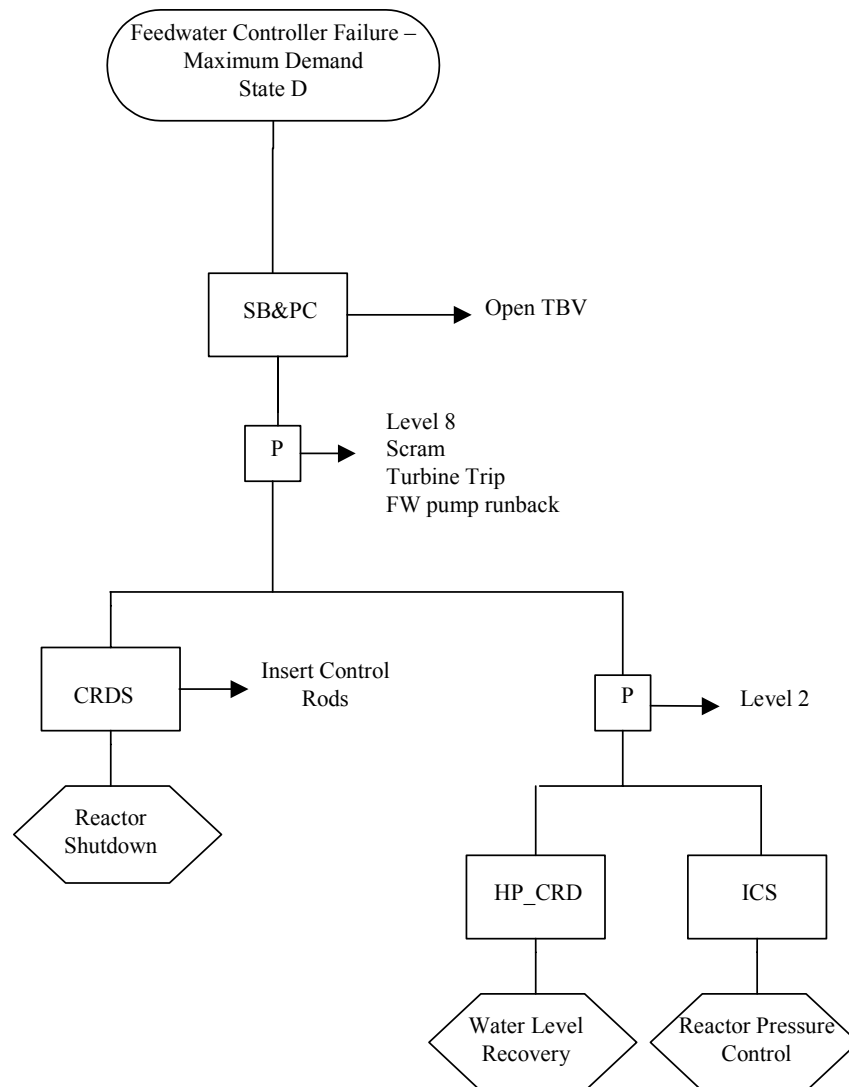 Feedwater Controller Failure –
Maximum Demand
State D
SB&PC
Open TBV
P
Level 8
Scram
Turbine Trip
FW pump runback
CRDS
Insert Control
Rods
P
Level 2
Reactor
Shutdown
HP_CRD
ICS
Water Level
Recovery
Reactor Pressure
Control